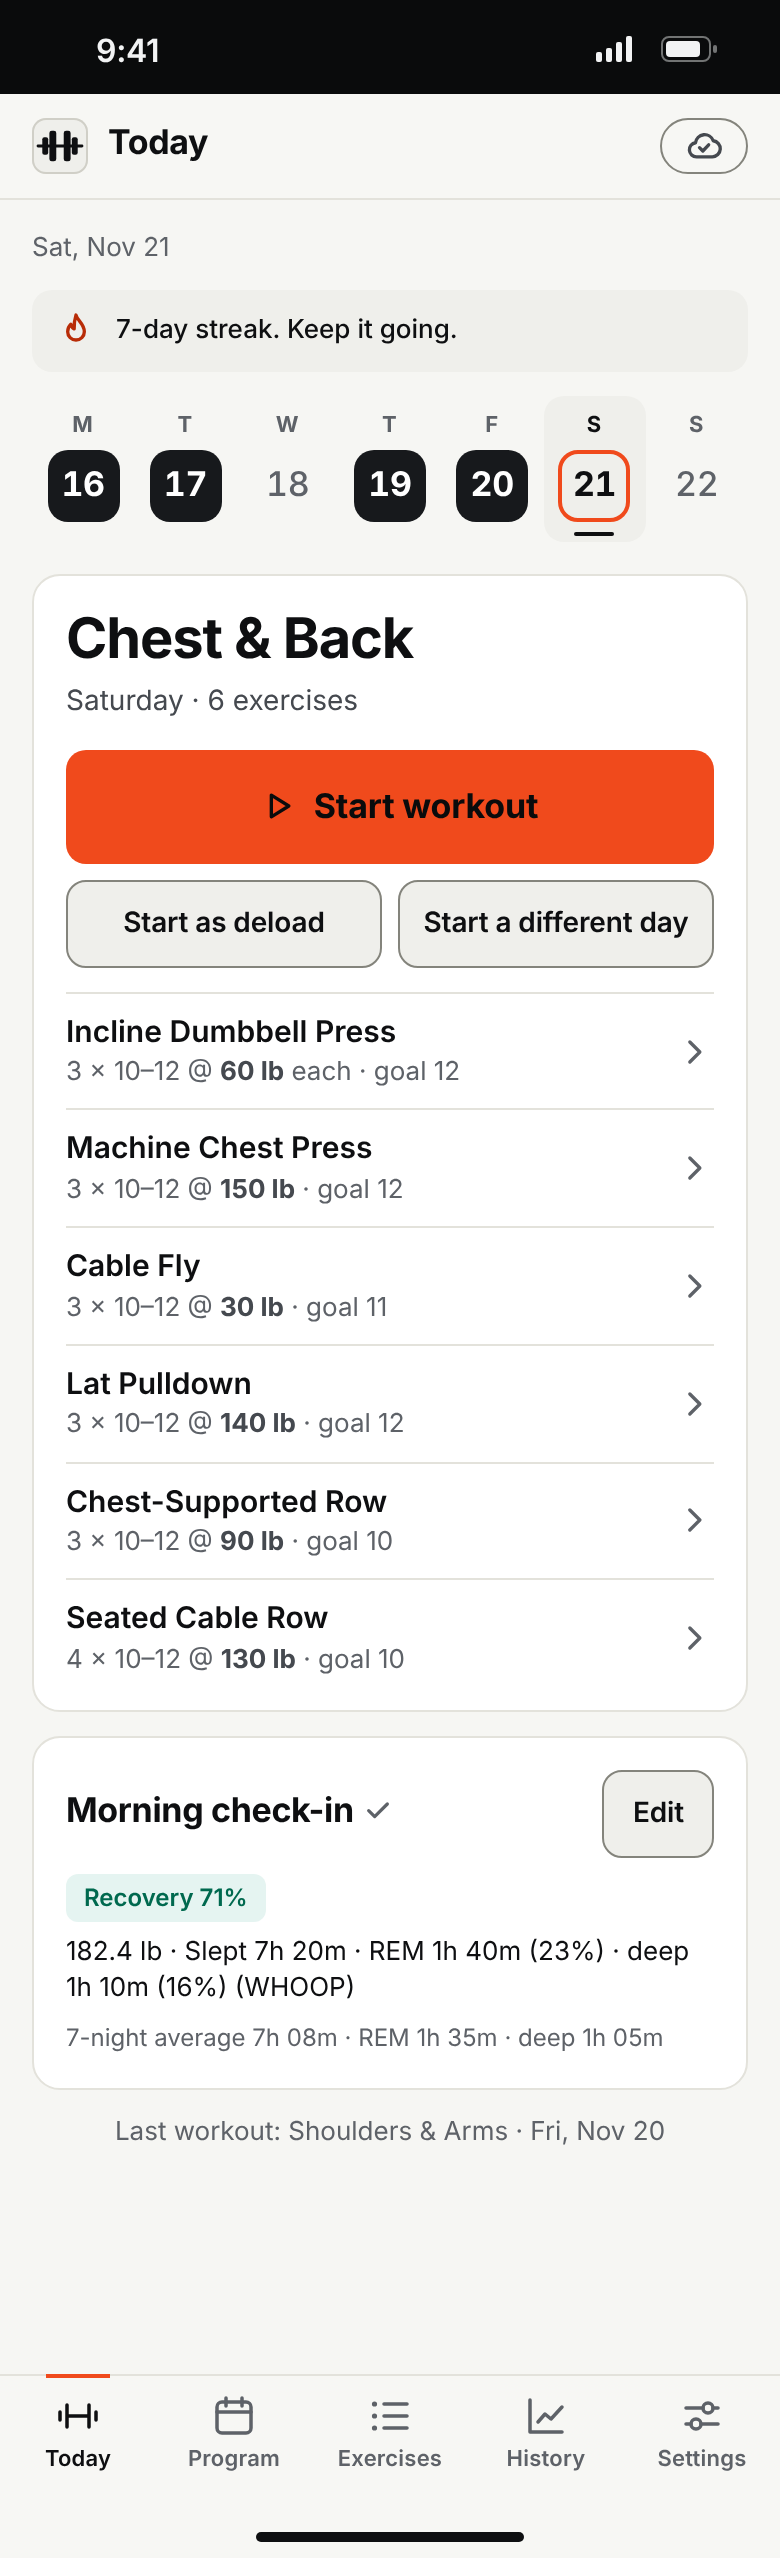 9:41
Today
Sat, Nov 21
7-day streak. Keep it going.
M T W T F S S
16 17 18 19 20 21 22
Chest & Back
Saturday · 6 exercises
Start workout
Start as deload
Start a different day
Incline Dumbbell Press
3 × 10–12 @ 60 lb each · goal 12
Machine Chest Press
3 × 10–12 @ 150 lb · goal 12
Cable Fly
3 × 10–12 @ 30 lb · goal 11
Lat Pulldown
3 × 10–12 @ 140 lb · goal 12
Chest-Supported Row
3 × 10–12 @ 90 lb · goal 10
Seated Cable Row
4 × 10–12 @ 130 lb · goal 10
Morning check-in
Edit
Recovery 71%
182.4 lb · Slept 7h 20m · REM 1h 40m (23%) · deep
1h 10m (16%) (WHOOP)
7-night average 7h 08m · REM 1h 35m · deep 1h 05m
Last workout: Shoulders & Arms · Fri, Nov 20
Today Program Exercises History Settings